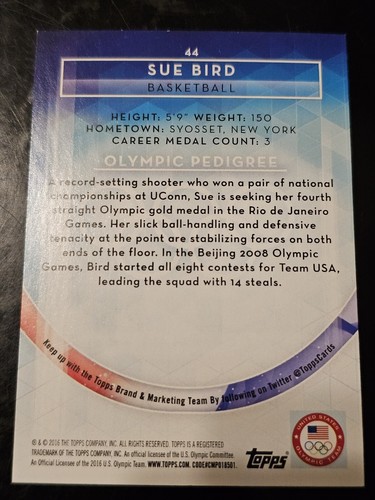 44
SUE BIRD
BASKETBALL
HEIGHT: 5'9" WEIGHT: 150
HOMETOWN: SYOSSET, NEW YORK
CAREER MEDAL COUNT: 3
OLYMPIC PEDIGREE
A record-setting shooter who won a pair of national
championships at UConn, Sue is seeking her fourth
straight Olympic gold medal in the Rio de Janeiro
Games. Her slick ball-handling and defensive
tenacity at the point are stabilizing forces on both
ends of the floor. In the Beijing 2008 Olympic
Games, Bird started all eight contests for Team USA,
leading the squad with 14 steals.
Keep up with the Topps Brand & Marketing Team By following on Twitter @ToppsCards
® & © 2016 THE TOPPS COMPANY, INC. ALL RIGHTS RESERVED. TOPPS IS A REGISTERED
TRADEMARK OF THE TOPPS COMPANY, INC. An official licensee of the U.S. Olympic Committee.
An Official Licensee of the 2016 U.S. Olympic Team. WWW.TOPPS.COM. CODE#CMP018501.
Topps
UNITED STATES
OLYMPIC TEAM